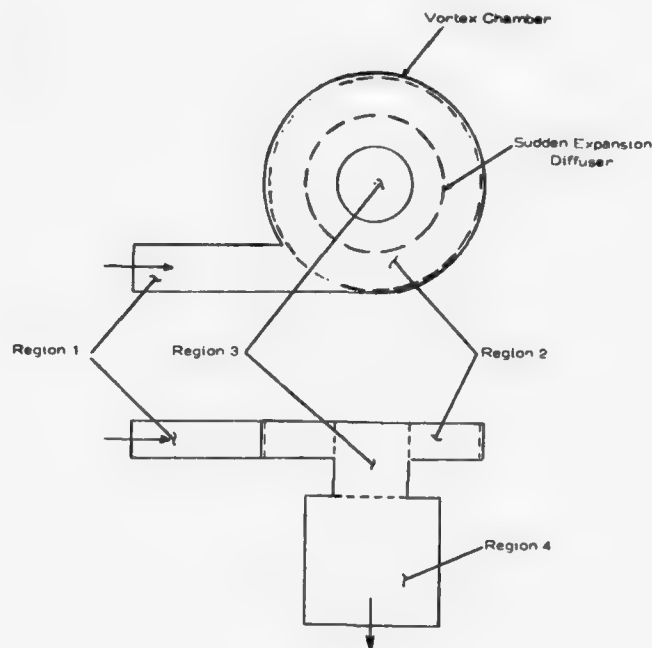 Vortex Chamber
Sudden Expansion
Diffuser
Region 1
Region 3
Region 2
Region 4